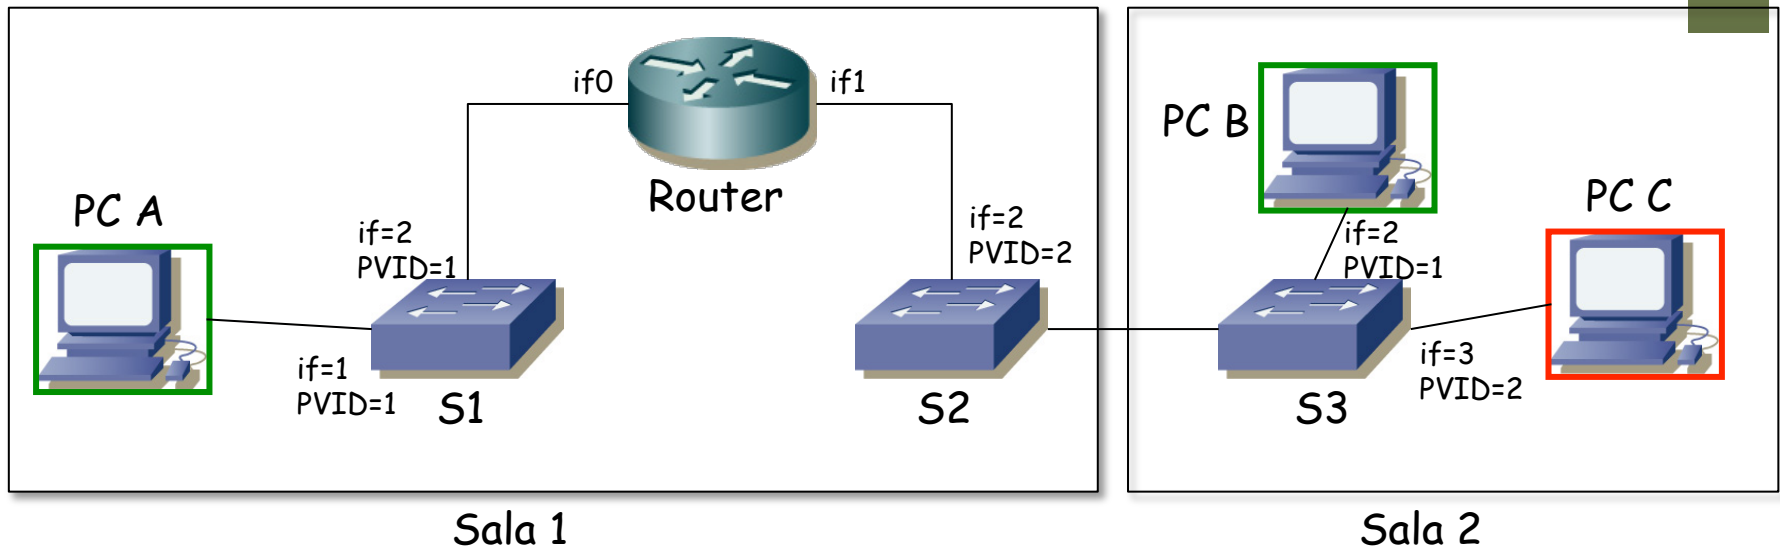 if0
if1
Router
PC A
if=2
PVID=1
if=1
PVID=1
S1
if=2
PVID=2
S2
PC B
if=2
PVID=1
PC C
if=3
PVID=2
S3
Sala 1
Sala 2